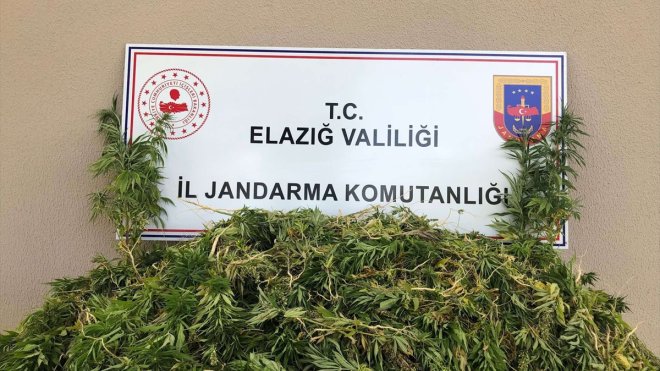 T.C.
ELAZIĞ VALİLİĞİ
İL JANDARMA KOMUTANLIĞI